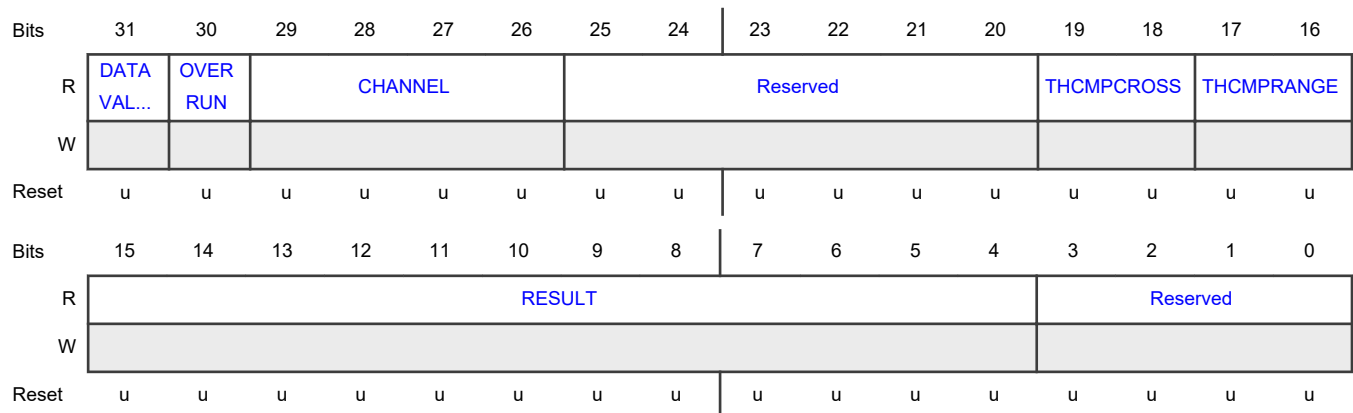 Bits 31 30 29 28 27 26 25 24 23 22 21 20 19 18 17 16
R DATA VAL... OVER RUN CHANNEL Reserved THCMPCROSS THCMPRANGE
W
Reset u u u u u u u u u u u u u u u u
Bits 15 14 13 12 11 10 9 8 7 6 5 4 3 2 1 0
R RESULT Reserved
W
Reset u u u u u u u u u u u u u u u u